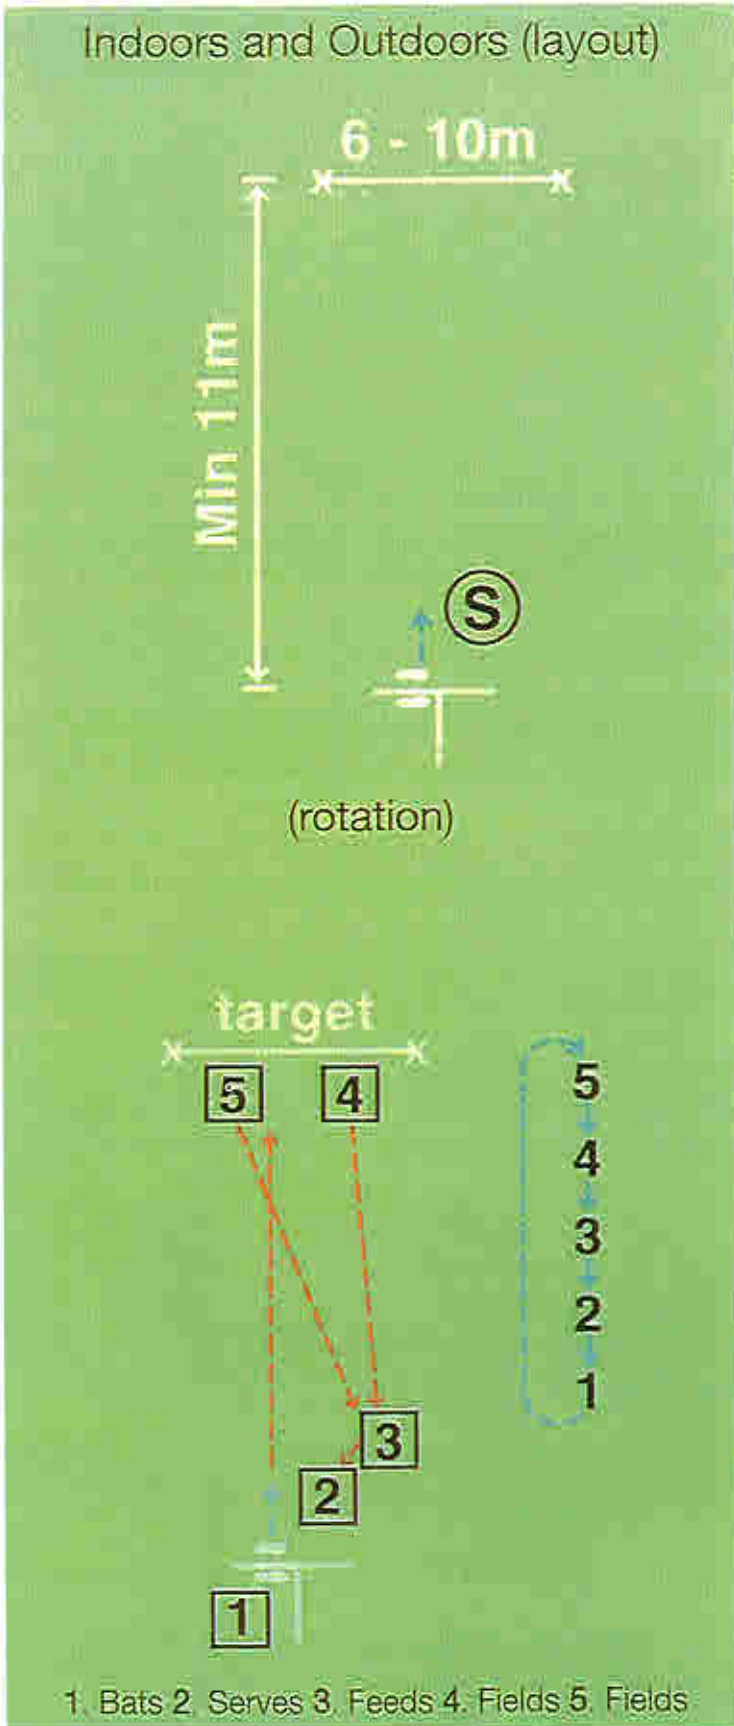 Indoors and Outdoors (layout)
6 - 10m
Min 11m
S
(rotation)
target
5 4
3
2
1
5
4
3
2
1
1. Bats 2. Serves 3. Feeds 4. Fields 5. Fields